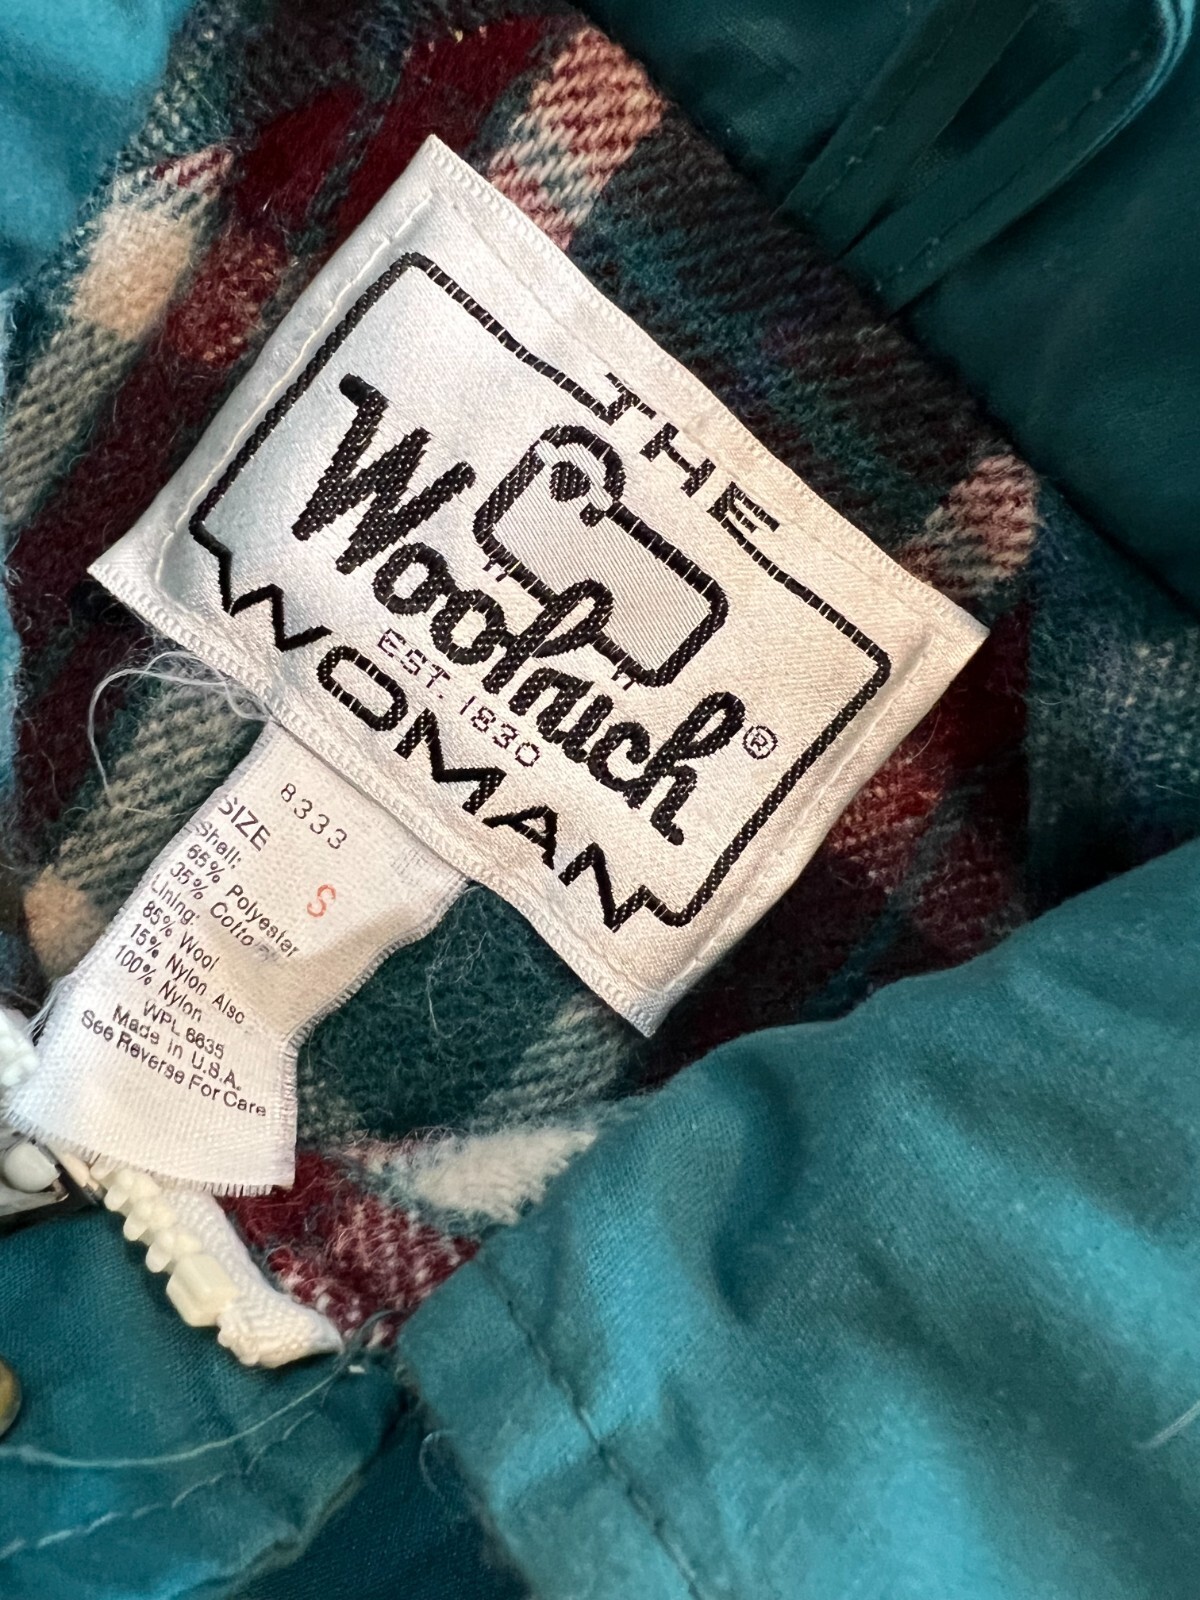 THE
Woolrich®
EST. 1830
WOMAN
8333
SIZE S
Shell:
65% Polyester
35% Cotton
Lining:
85% Wool
15% Nylon Also
100% Nylon
WPL 6635
Made in U.S.A.
See Reverse For Care